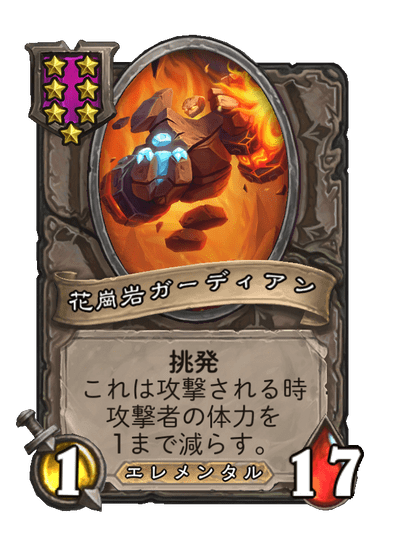 花崗岩ガーディアン
挑発
これは攻撃される時
攻撃者の体力を
1まで減らす。
エレメンタル
1
17